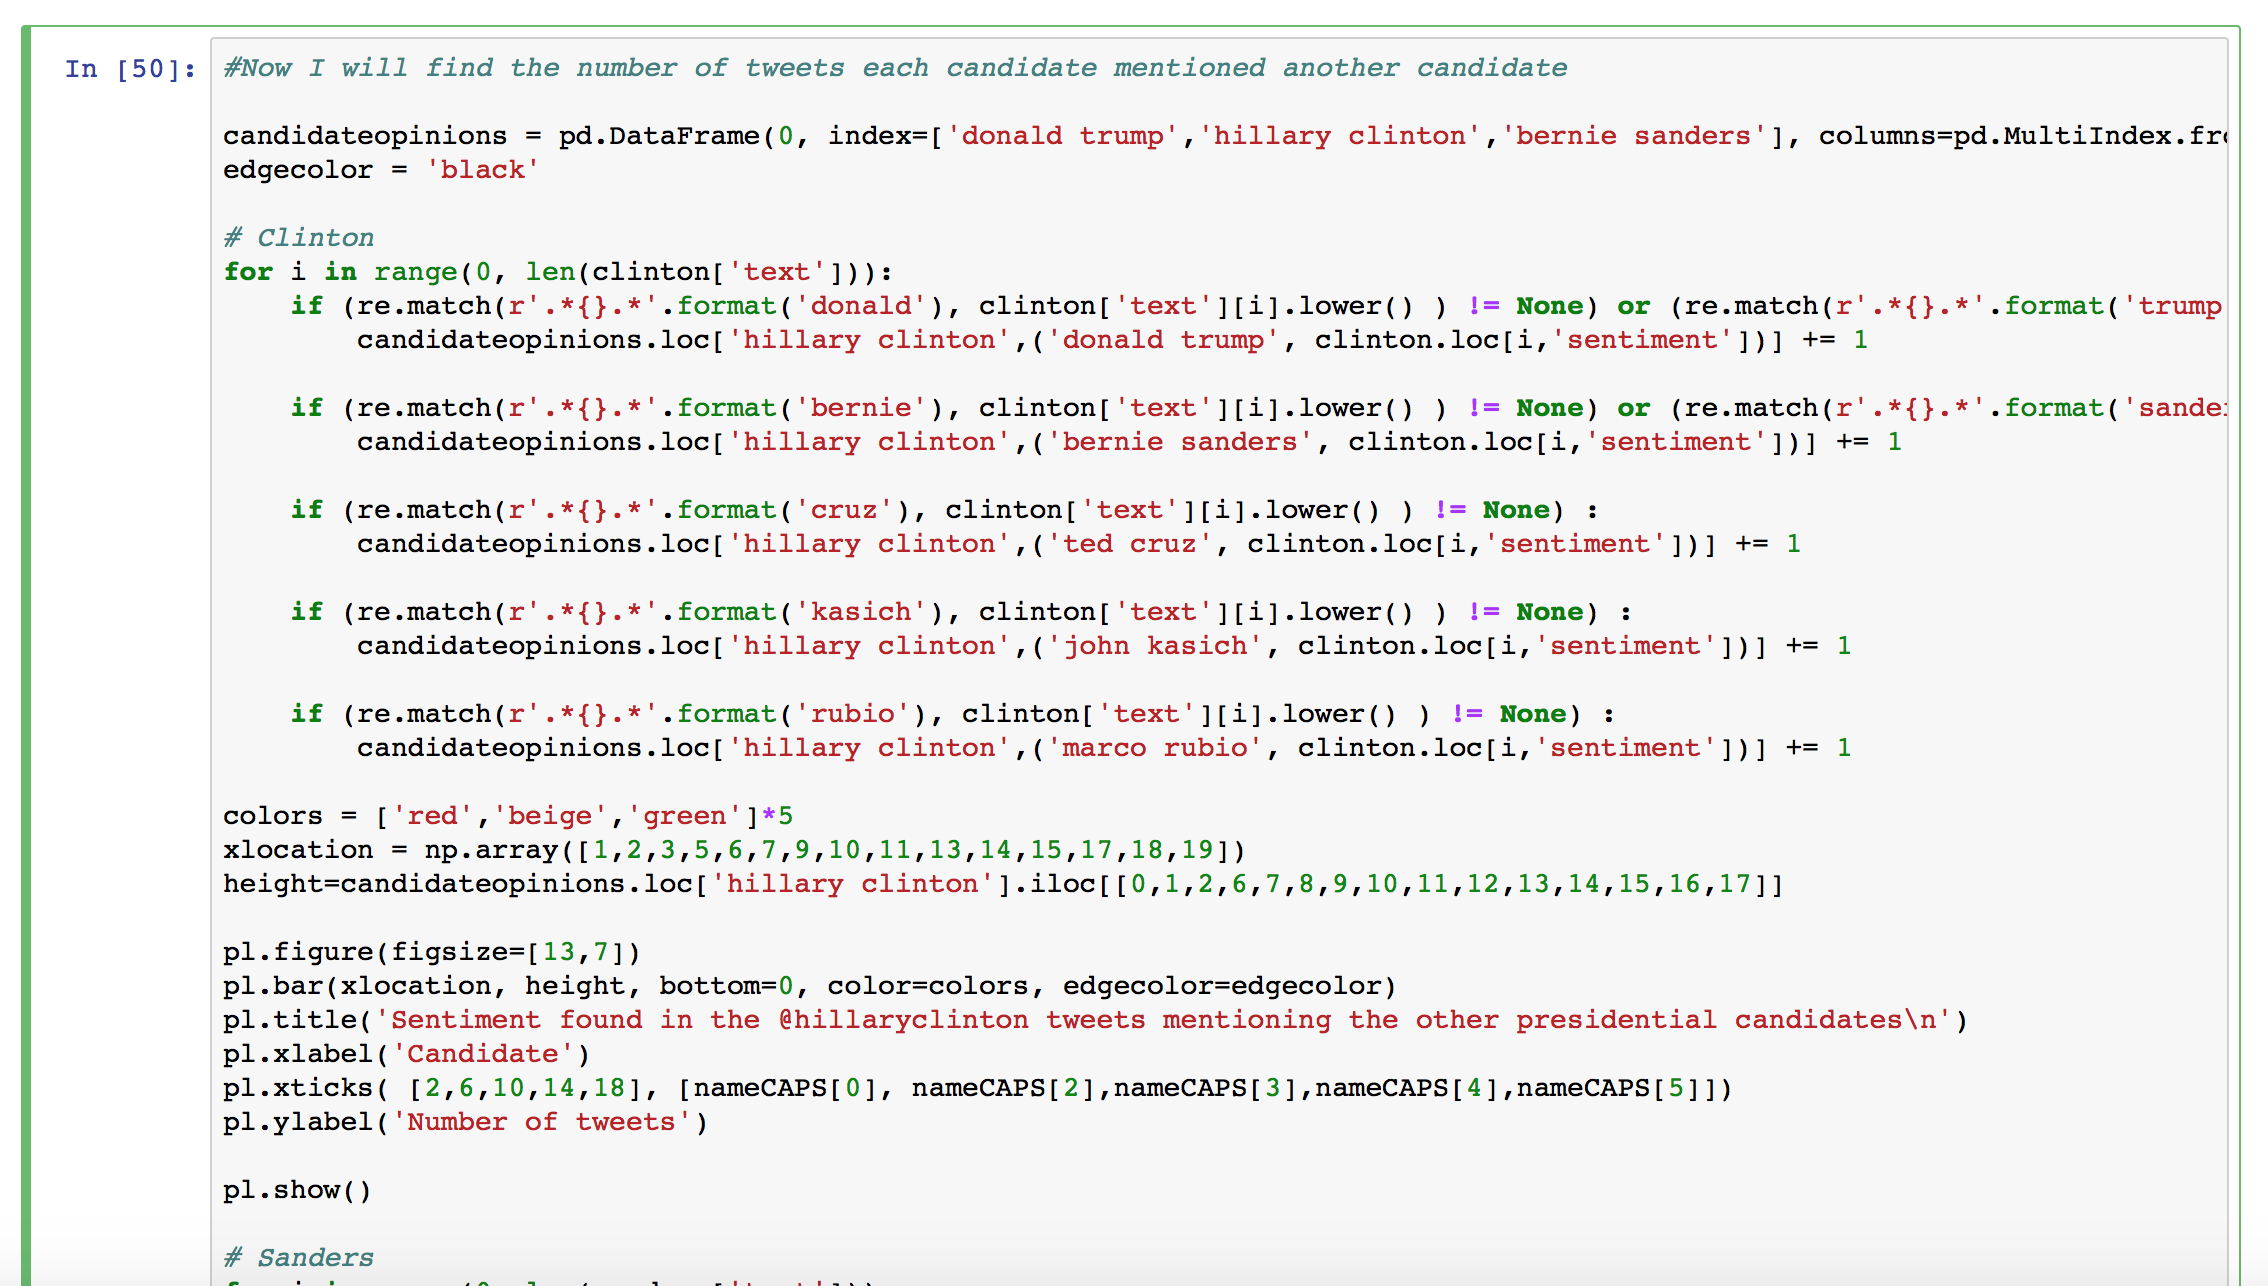 In [50]: #Now I will find the number of tweets each candidate mentioned another candidate
candidateopinions = pd.DataFrame(0, index=['donald trump','hillary clinton','bernie sanders'], columns=pd.MultiIndex.fro
edgecolor = 'black'
# Clinton
for i in range(0, len(clinton['text'])):
    if (re.match(r'.*{}.*'.format('donald'), clinton['text'][i].lower() ) != None) or (re.match(r'.*{}.*'.format('trump
        candidateopinions.loc['hillary clinton',('donald trump', clinton.loc[i,'sentiment'])] += 1
    if (re.match(r'.*{}.*'.format('bernie'), clinton['text'][i].lower() ) != None) or (re.match(r'.*{}.*'.format('sander
        candidateopinions.loc['hillary clinton',('bernie sanders', clinton.loc[i,'sentiment'])] += 1
    if (re.match(r'.*{}.*'.format('cruz'), clinton['text'][i].lower() ) != None) :
        candidateopinions.loc['hillary clinton',('ted cruz', clinton.loc[i,'sentiment'])] += 1
    if (re.match(r'.*{}.*'.format('kasich'), clinton['text'][i].lower() ) != None) :
        candidateopinions.loc['hillary clinton',('john kasich', clinton.loc[i,'sentiment'])] += 1
    if (re.match(r'.*{}.*'.format('rubio'), clinton['text'][i].lower() ) != None) :
        candidateopinions.loc['hillary clinton',('marco rubio', clinton.loc[i,'sentiment'])] += 1
colors = ['red','beige','green']*5
xlocation = np.array([1,2,3,5,6,7,9,10,11,13,14,15,17,18,19])
height=candidateopinions.loc['hillary clinton'].iloc[[0,1,2,6,7,8,9,10,11,12,13,14,15,16,17]]
pl.figure(figsize=[13,7])
pl.bar(xlocation, height, bottom=0, color=colors, edgecolor=edgecolor)
pl.title('Sentiment found in the @hillaryclinton tweets mentioning the other presidential candidates\n')
pl.xlabel('Candidate')
pl.xticks( [2,6,10,14,18], [nameCAPS[0], nameCAPS[2],nameCAPS[3],nameCAPS[4],nameCAPS[5]])
pl.ylabel('Number of tweets')
pl.show()
# Sanders